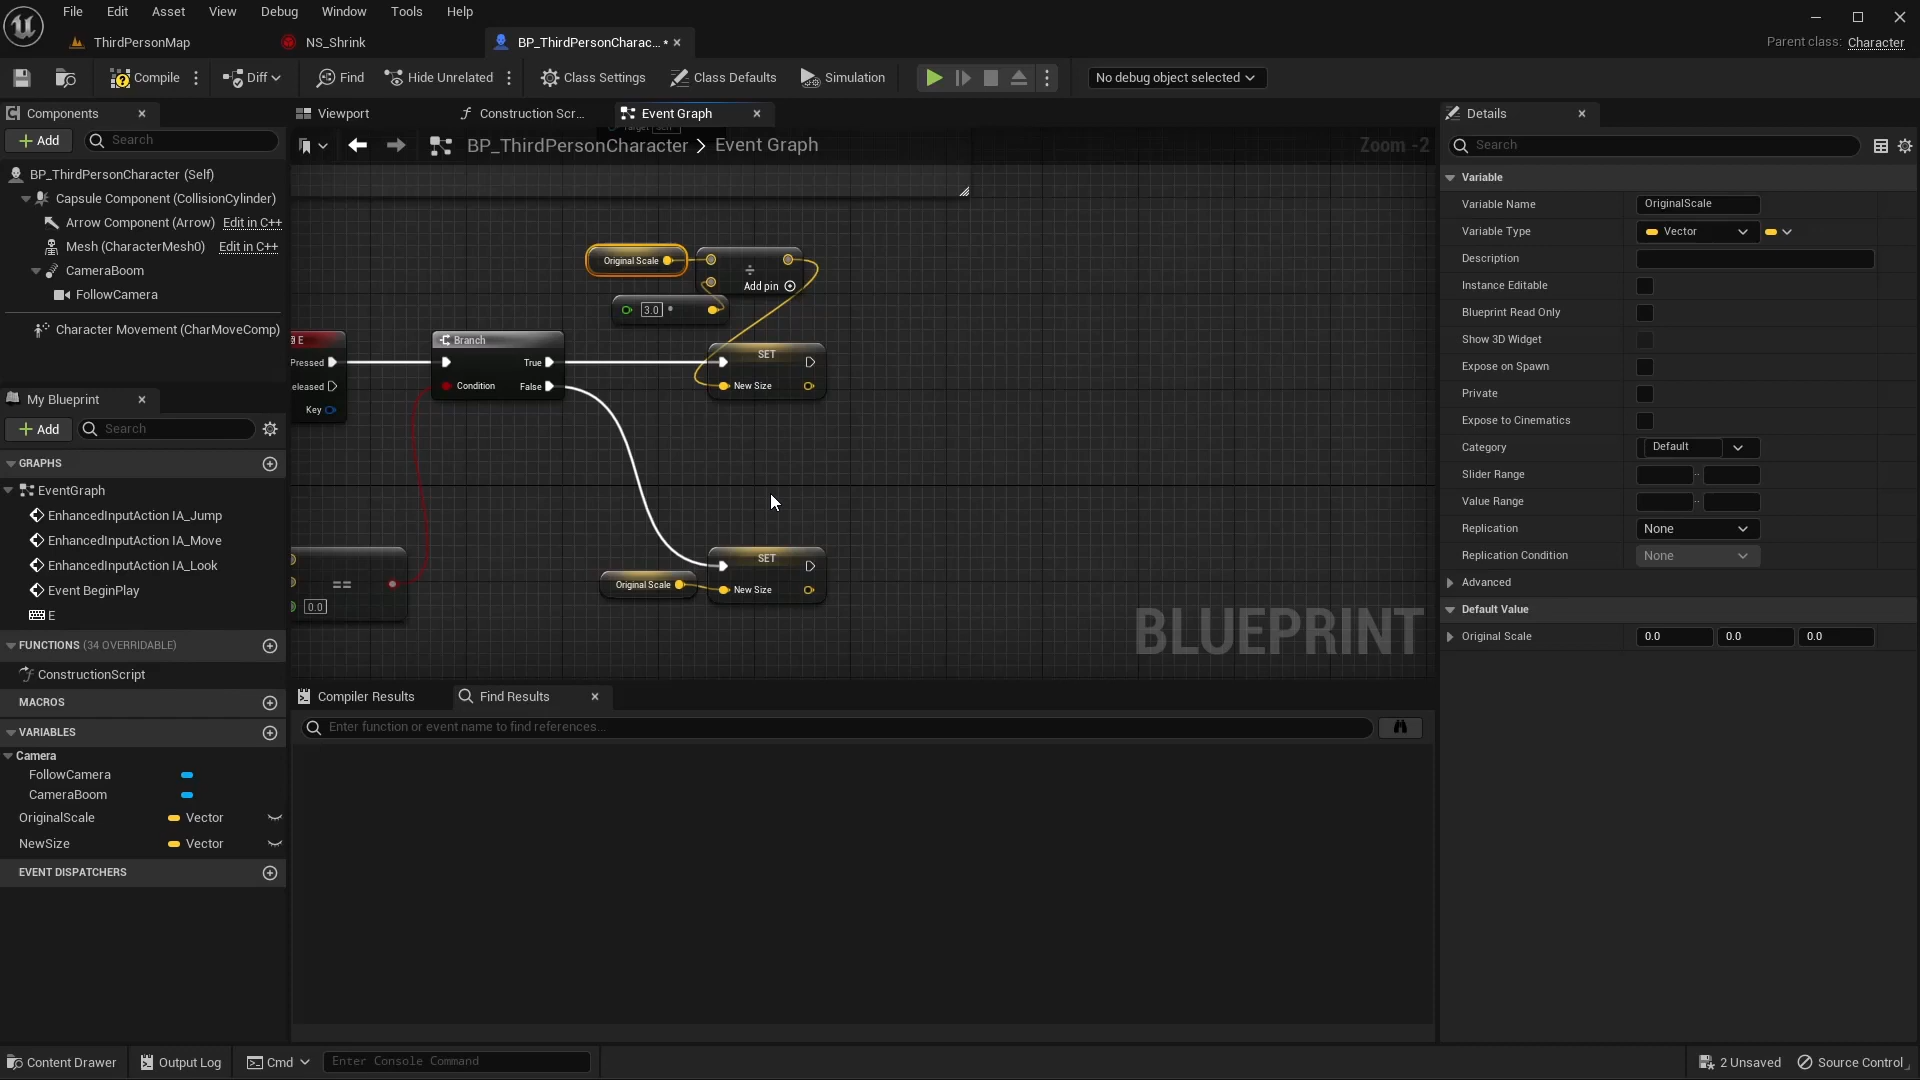 File Edit Asset View Debug Window Tools Help
ThirdPersonMap
NS_Shrink
BP_ThirdPersonCharac... •
Parent class: Character
Compile
Diff
Find
Hide Unrelated
Class Settings
Class Defaults
Simulation
No debug object selected
Components
Add
Search
BP_ThirdPersonCharacter (Self)
Capsule Component (CollisionCylinder)
Arrow Component (Arrow) Edit in C++
Mesh (CharacterMesh0) Edit in C++
CameraBoom
FollowCamera
Character Movement (CharMoveComp)
My Blueprint
Add
Search
GRAPHS
EventGraph
EnhancedInputAction IA_Jump
EnhancedInputAction IA_Move
EnhancedInputAction IA_Look
Event BeginPlay
E
FUNCTIONS (34 OVERRIDABLE)
ConstructionScript
MACROS
VARIABLES
Camera
FollowCamera
CameraBoom
OriginalScale Vector
NewSize Vector
EVENT DISPATCHERS
Viewport
Construction Scr...
Event Graph
Target self
BP_ThirdPersonCharacter > Event Graph
Zoom -2
Original Scale
÷
Add pin
3.0
E
Pressed
eleased
Key
Branch
True
Condition False
SET
New Size
==
0.0
Original Scale
SET
New Size
BLUEPRINT
Compiler Results
Find Results
Enter function or event name to find references...
Details
Search
Variable
Variable Name OriginalScale
Variable Type Vector
Description
Instance Editable
Blueprint Read Only
Show 3D Widget
Expose on Spawn
Private
Expose to Cinematics
Category Default
Slider Range
Value Range
Replication None
Replication Condition None
Advanced
Default Value
Original Scale 0.0 0.0 0.0
Content Drawer
Output Log
Cmd
Enter Console Command
2 Unsaved
Source Control